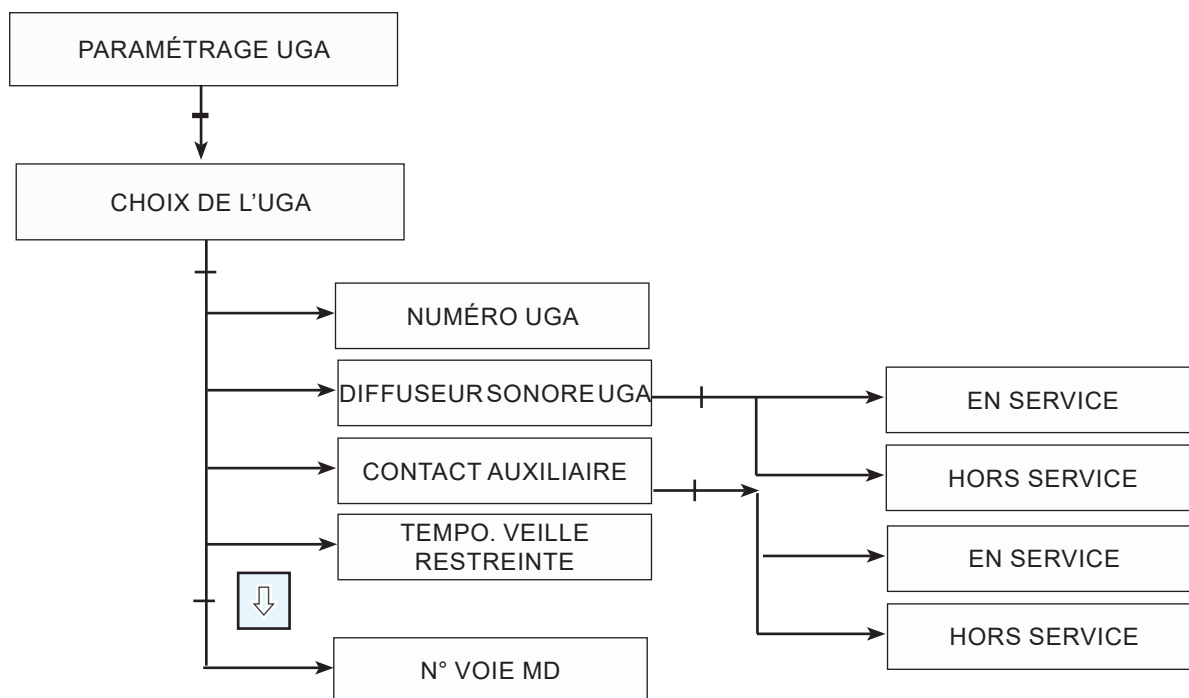 PARAMÉTRAGE UGA
CHOIX DE L’UGA
NUMÉRO UGA
DIFFUSEUR SONORE UGA
EN SERVICE
HORS SERVICE
CONTACT AUXILIAIRE
EN SERVICE
HORS SERVICE
TEMPO. VEILLE
RESTREINTE
N° VOIE MD